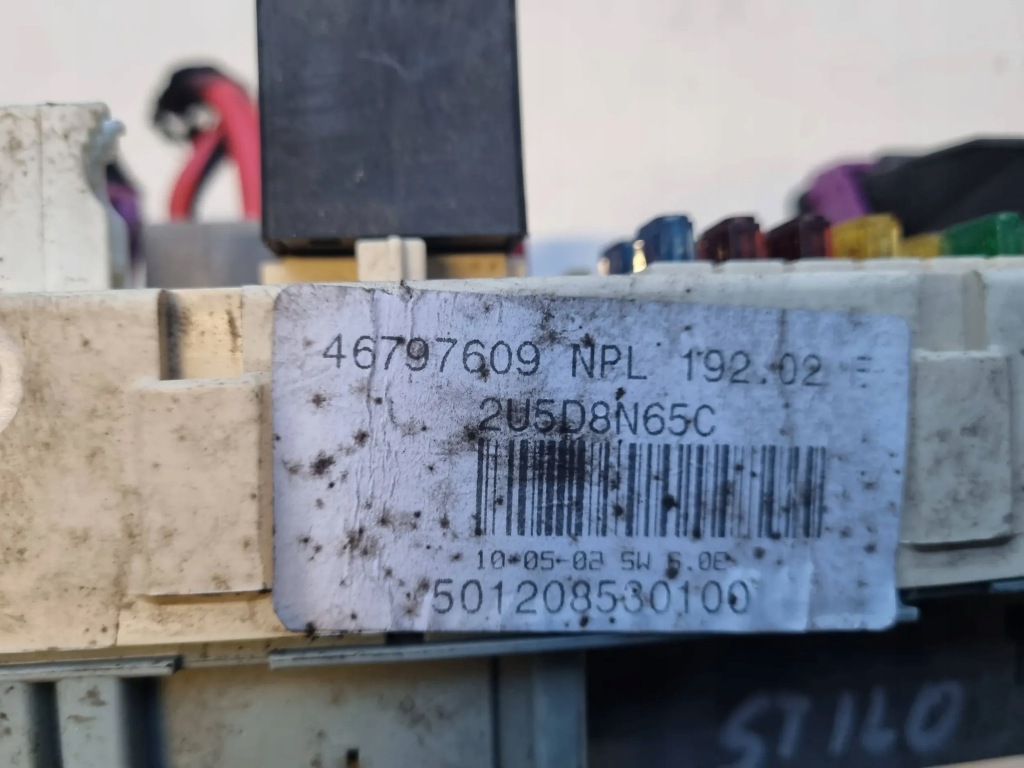 46797609 NPL 192.02 E
2U5D8N65C
10-05-02 SW 6.0E
501208530100
STILO